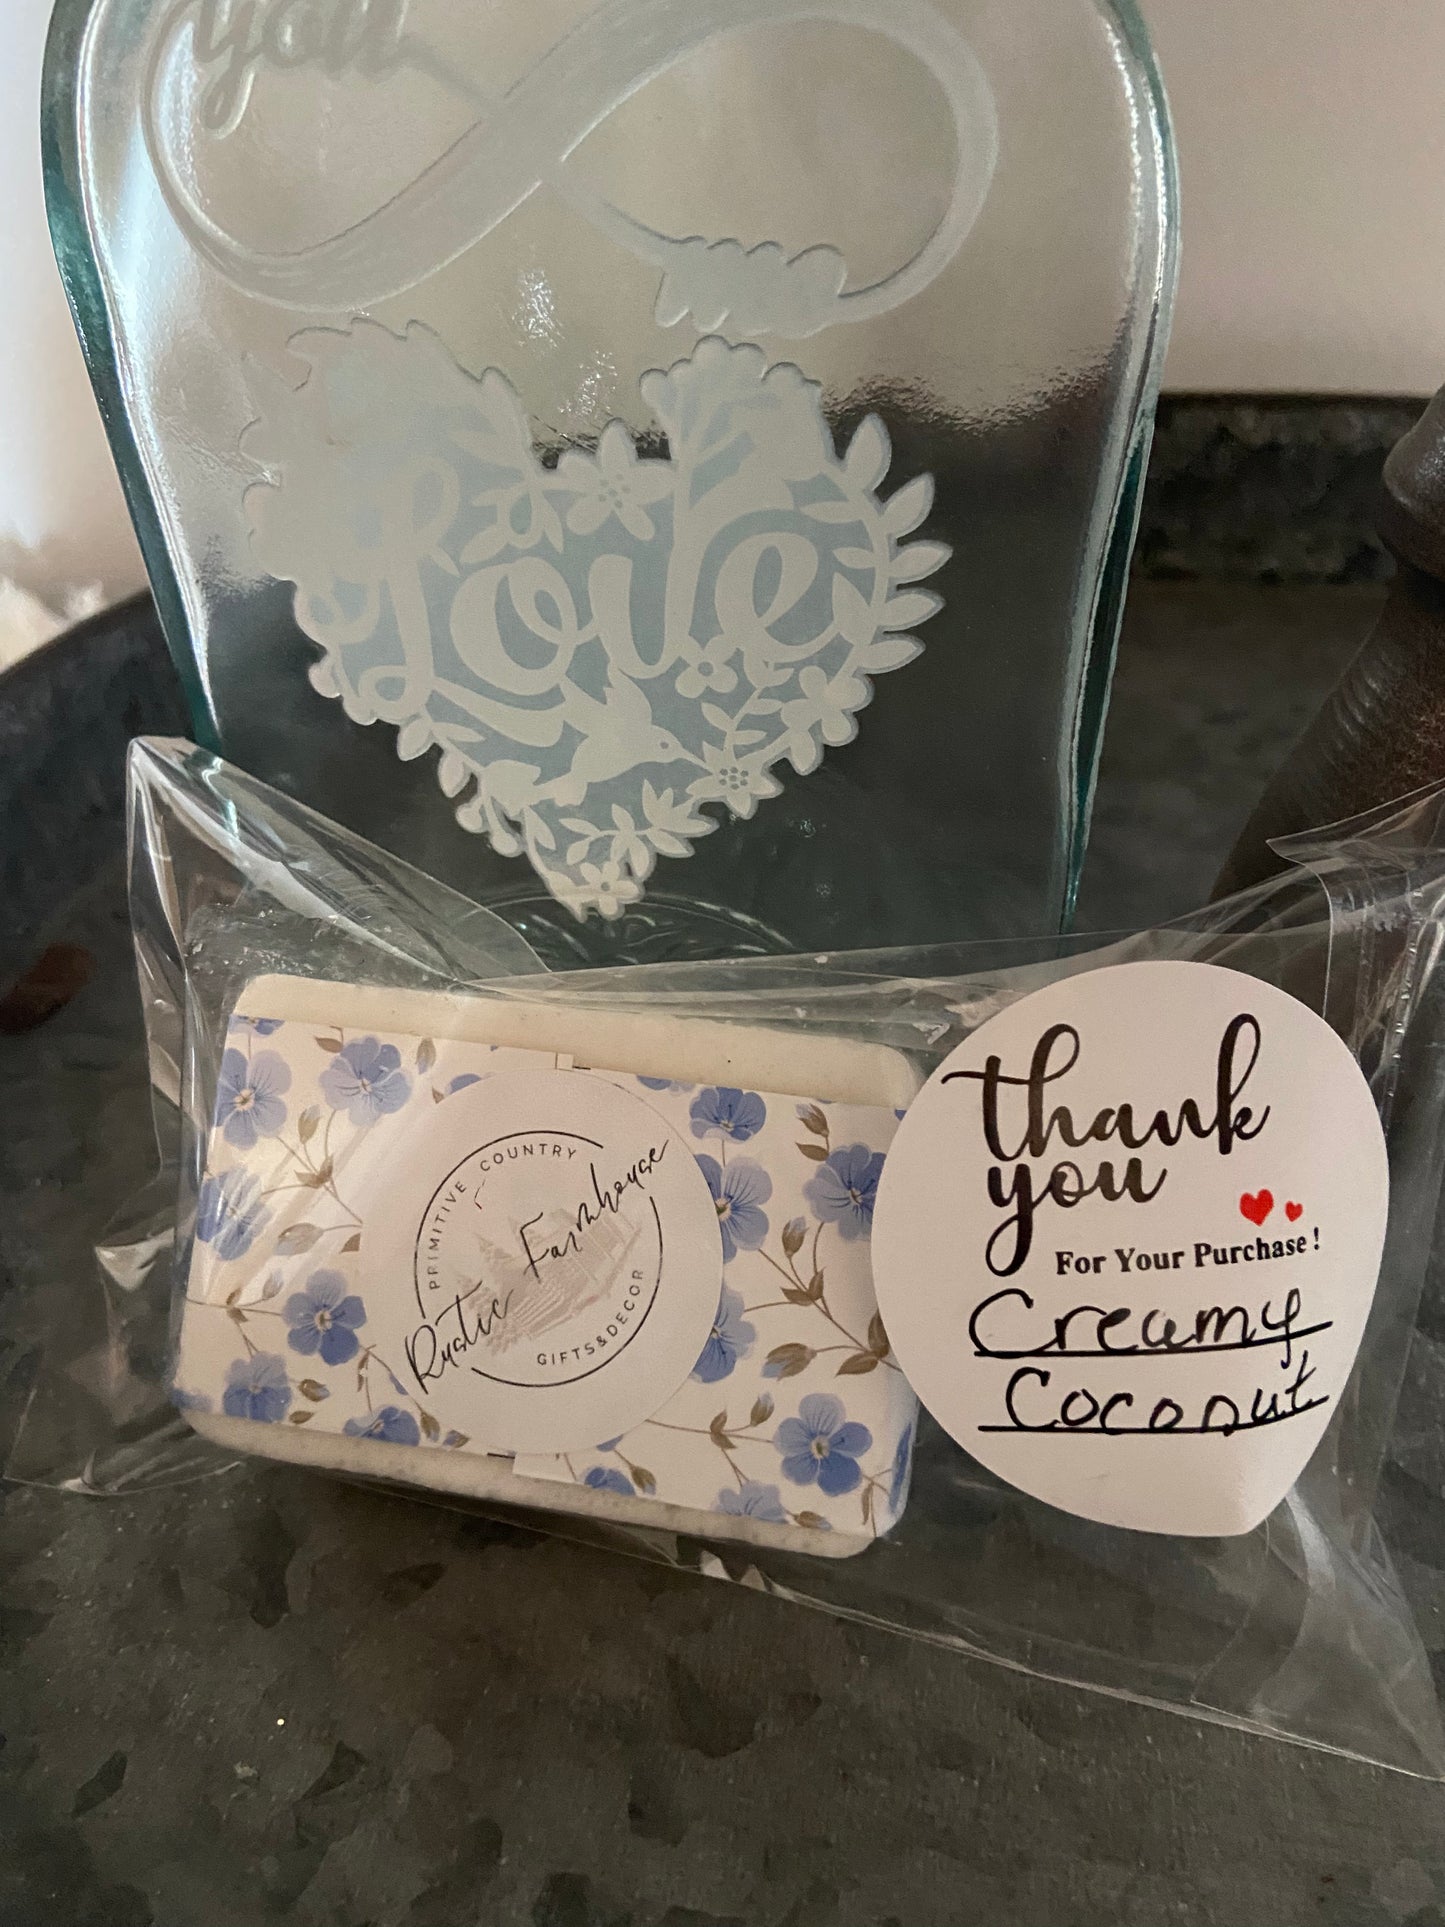 you
Love
PRIMITIVE COUNTRY
Rustic Farmhouse
GIFTS&DECOR
thank
you
For Your Purchase!
Creamy
Coconut